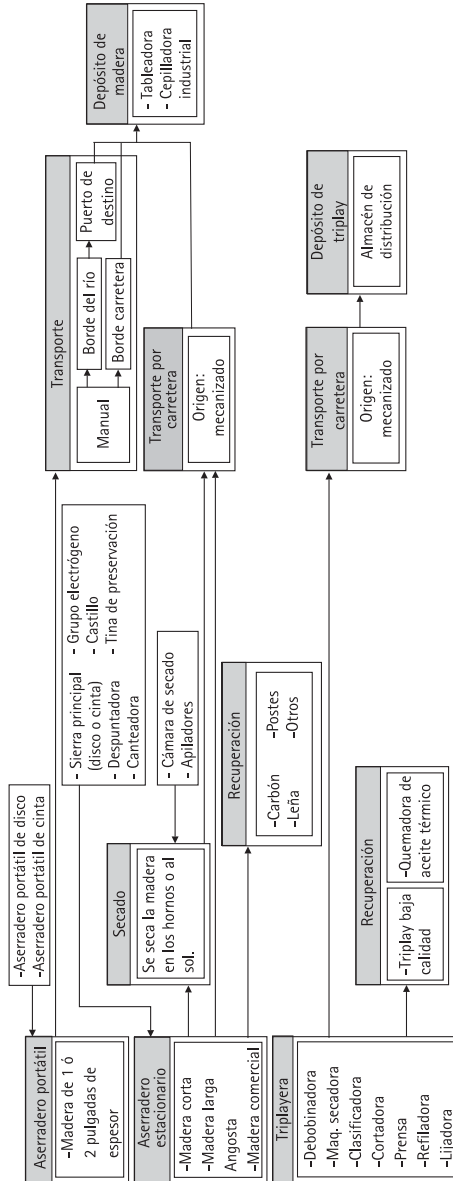 -Aserradero portátil de disco
-Aserradero portátil de cinta
Aserradero portátil
-Madera de 1 ó
2 pulgadas de
espesor
- Sierra principal
(disco o cinta)
- Despuntadora
- Canteadora
- Grupo electrógeno
- Castillo
- Tina de preservación
Transporte
Manual
Borde del río
Borde carretera
Puerto de
destino
Depósito de
madera
- Tableadora
- Cepilladora
industrial
Aserradero
estacionario
-Madera corta
-Madera larga
Angosta
-Madera comercial
Secado
Se seca la madera
en los hornos o al
sol.
- Cámara de secado
- Apiladores
Transporte por
carretera
Origen:
mecanizado
Recuperación
-Carbón
-Leña
-Postes
-Otros
Triplayera
-Debobinadora
-Maq. secadora
-Clasificadora
-Cortadora
-Prensa
-Refiladora
-Lijadora
Recuperación
-Triplay baja
calidad
-Quemadora de
aceite térmico
Transporte por
carretera
Origen:
mecanizado
Depósito de
triplay
Almacén de
distribución